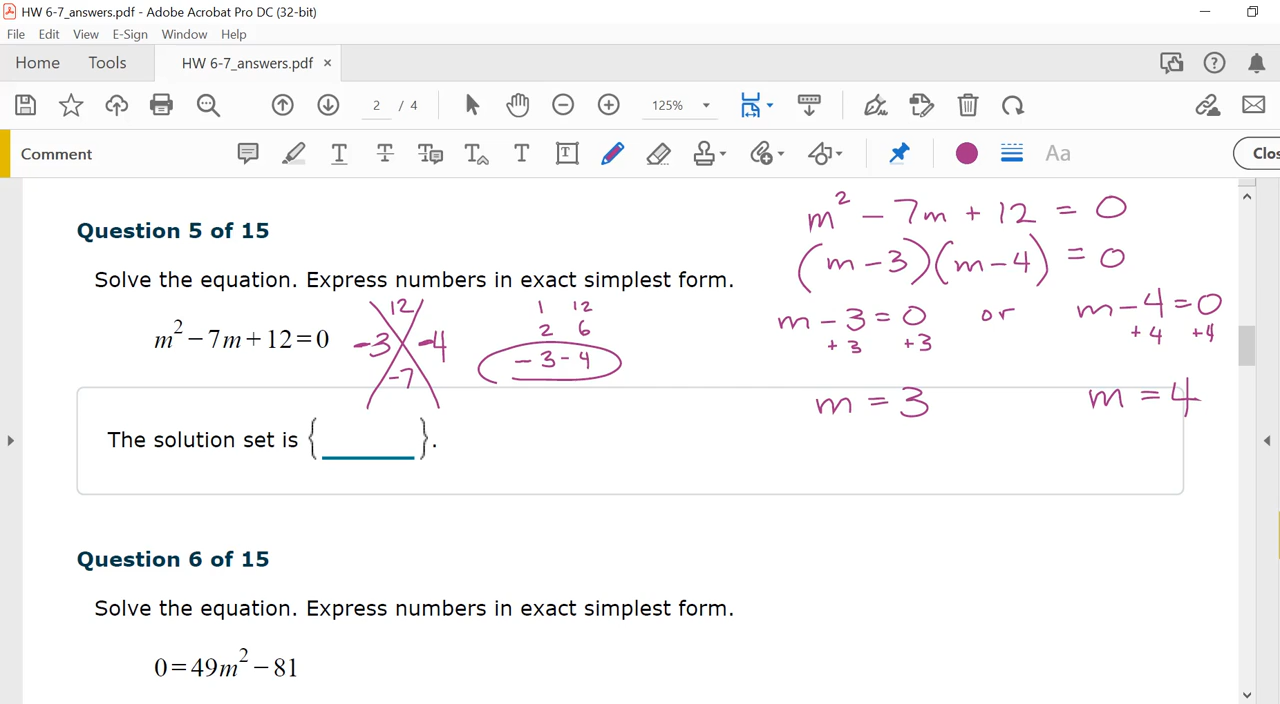 HW 6-7_answers.pdf - Adobe Acrobat Pro DC (32-bit)
File Edit View E-Sign Window Help
Home Tools HW 6-7_answers.pdf ×
2 / 4 125%
Comment T T T T T T Aa Clos
Question 5 of 15
Solve the equation. Express numbers in exact simplest form.
m² − 7m + 12 = 0
12
−3 −4
−7
1 12
2 6
−3 −4
m² − 7m + 12 = 0
(m − 3)(m − 4) = 0
m − 3 = 0 or m − 4 = 0
+3 +3 +4 +4
m = 3 m = 4
The solution set is { }.
Question 6 of 15
Solve the equation. Express numbers in exact simplest form.
0 = 49m² − 81